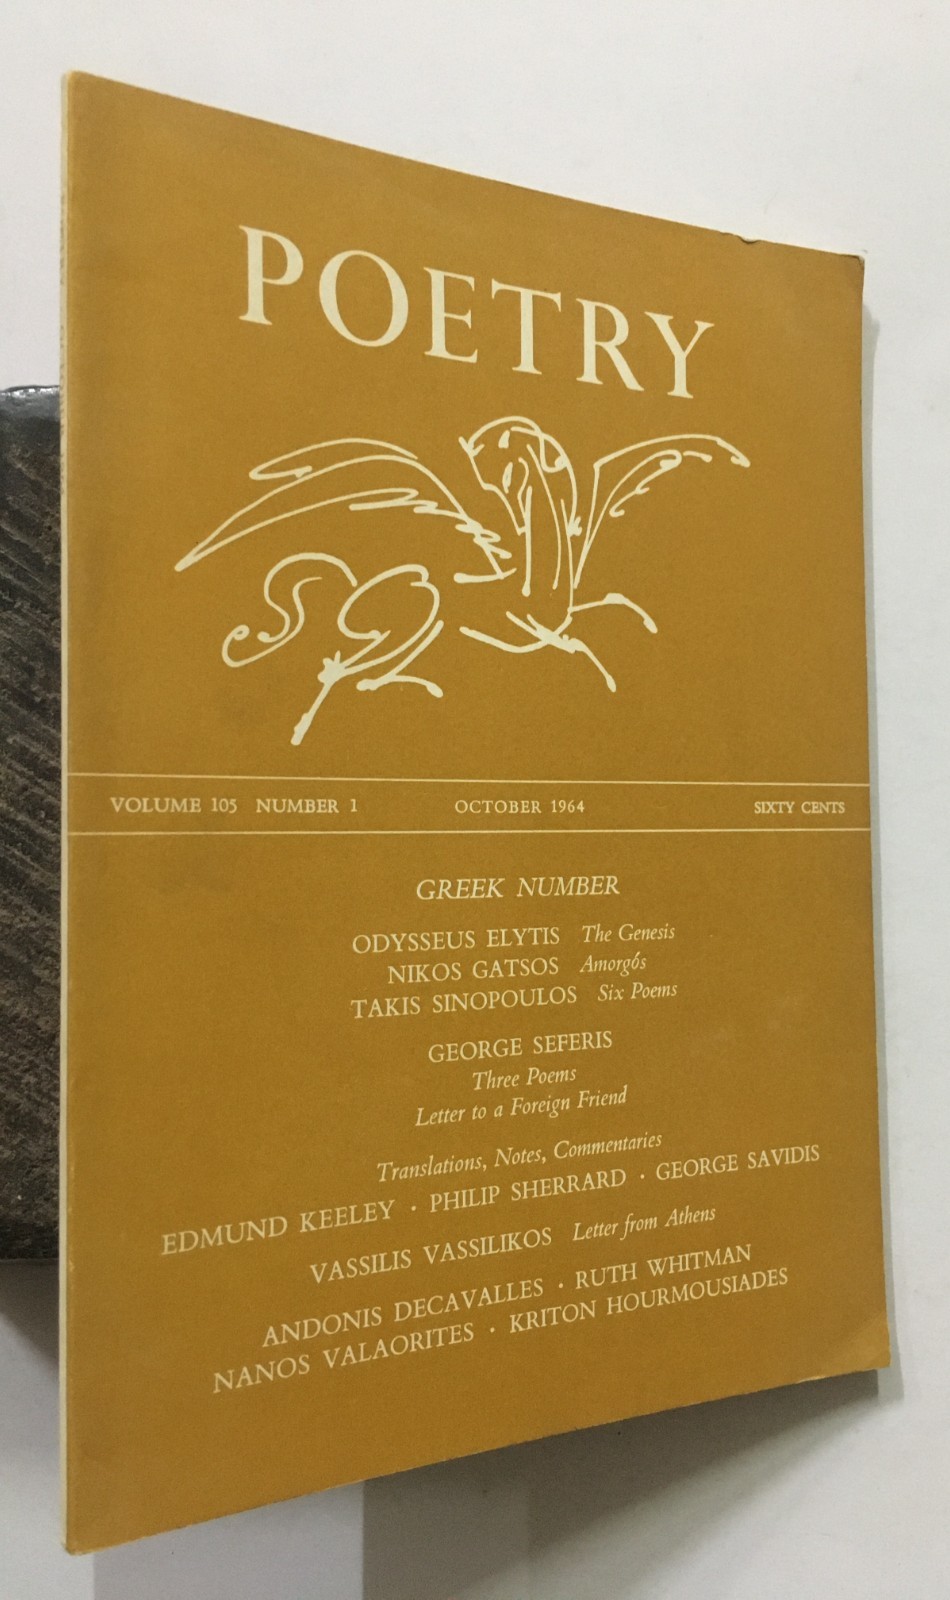 POETRY
VOLUME 105 NUMBER 1 OCTOBER 1964 SIXTY CENTS
GREEK NUMBER
ODYSSEUS ELYTIS The Genesis
NIKOS GATSOS Amorgós
TAKIS SINOPOULOS Six Poems
GEORGE SEFERIS
Three Poems
Letter to a Foreign Friend
Translations, Notes, Commentaries
EDMUND KEELEY · PHILIP SHERRARD · GEORGE SAVIDIS
VASSILIS VASSILIKOS Letter from Athens
ANDONIS DECAVALLES · RUTH WHITMAN
NANOS VALAORITES · KRITON HOURMOUSIADES